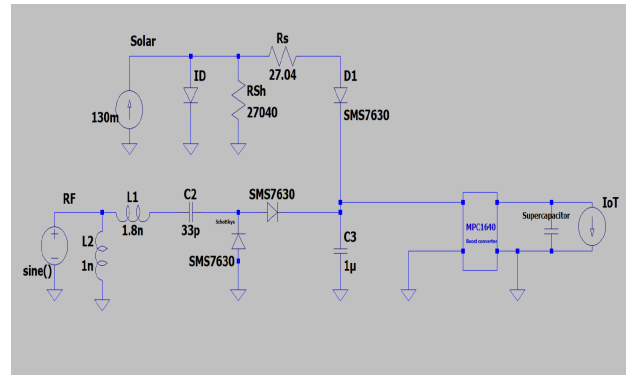 Solar
Rs
27.04
ID
RSh
27040
D1
SMS7630
130m
RF
L1
1.8n
C2
33p
Schottkys
SMS7630
SMS7630
L2
1n
sine()
C3
1µ
MPC1640
Boost converter
Supercapacitor
IoT